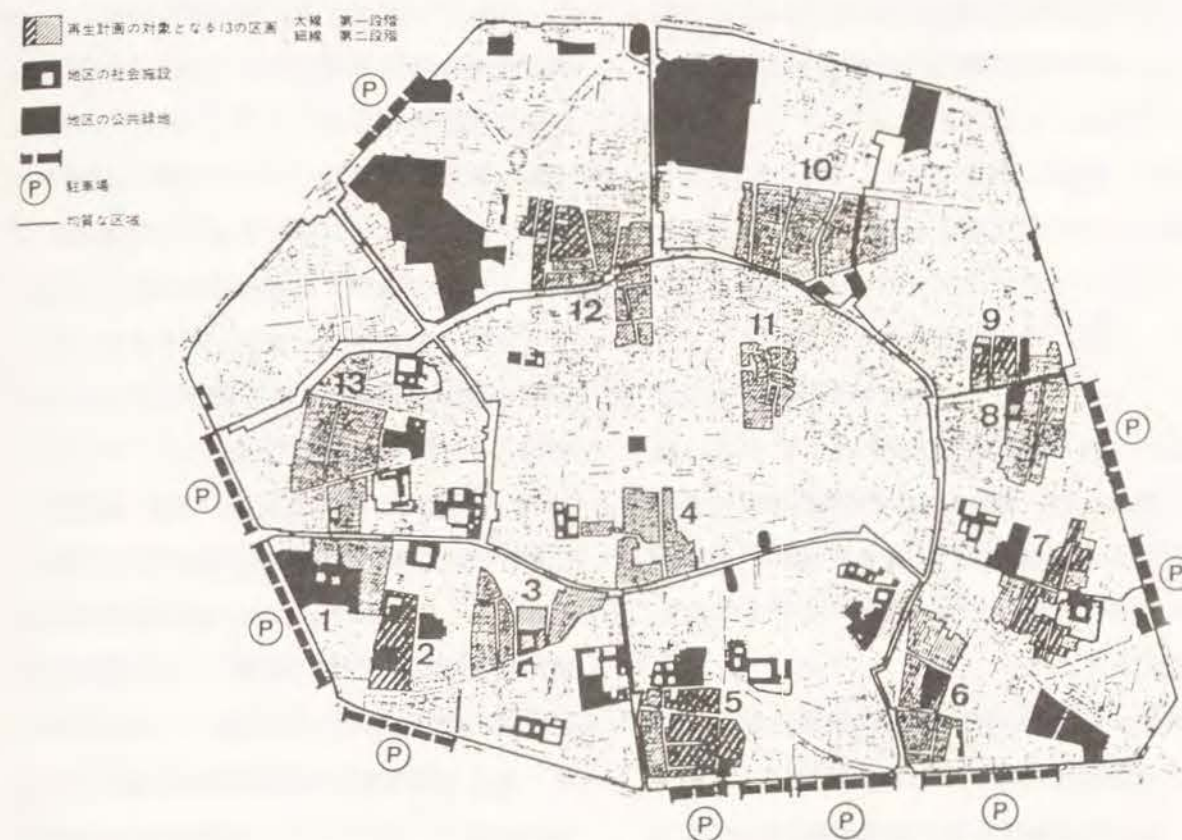 再生計画の対象となる13の区画 太線 第一段階
細線 第二段階
地区の社会施設
地区の公共緑地
P 駐車場
均質な区域
P
10
12
11
9
13
8
P
P
4
7
P
3
1
2
P
P
5
6
P
P
P
P